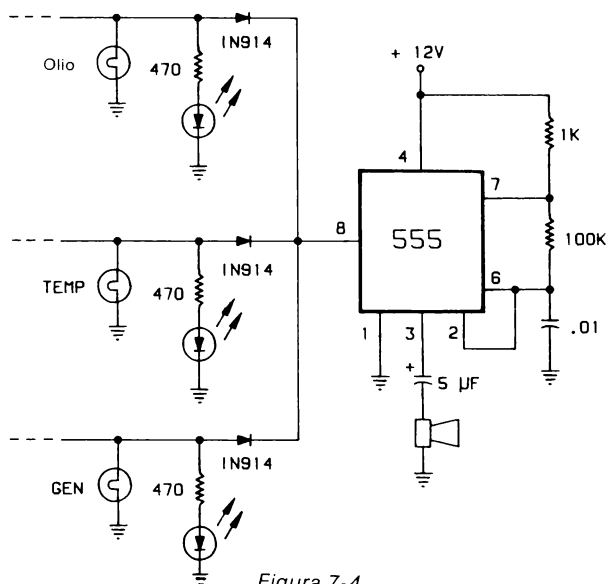 1N914
Olio
470
+ 12V
4
1K
7
8
555
100K
1N914
TEMP
470
6
1
3
2
.01
+
5 µF
1N914
GEN
470
Figura 7-4